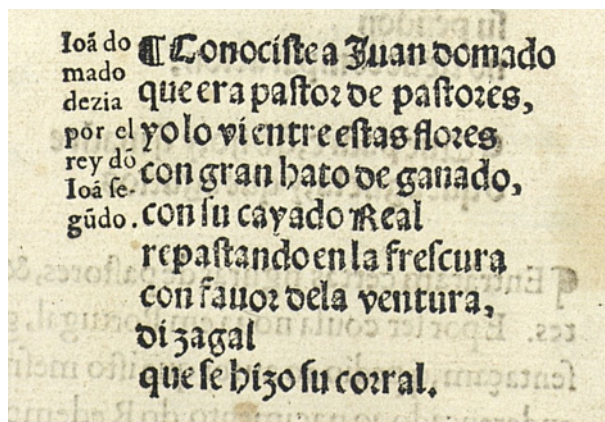 Ioã do
mado
dezia
por el
rey dõ
Ioã ſe-
gũdo.
¶ Conociſte a Juan domado
que era paſtor de paſtores,
yo lo vi entre eſtas flores
con gran hato de ganado,
con ſu cayado Real
repaſtando en la freſcura
con fauor dela ventura,
di zagal
que ſe hizo ſu corral.